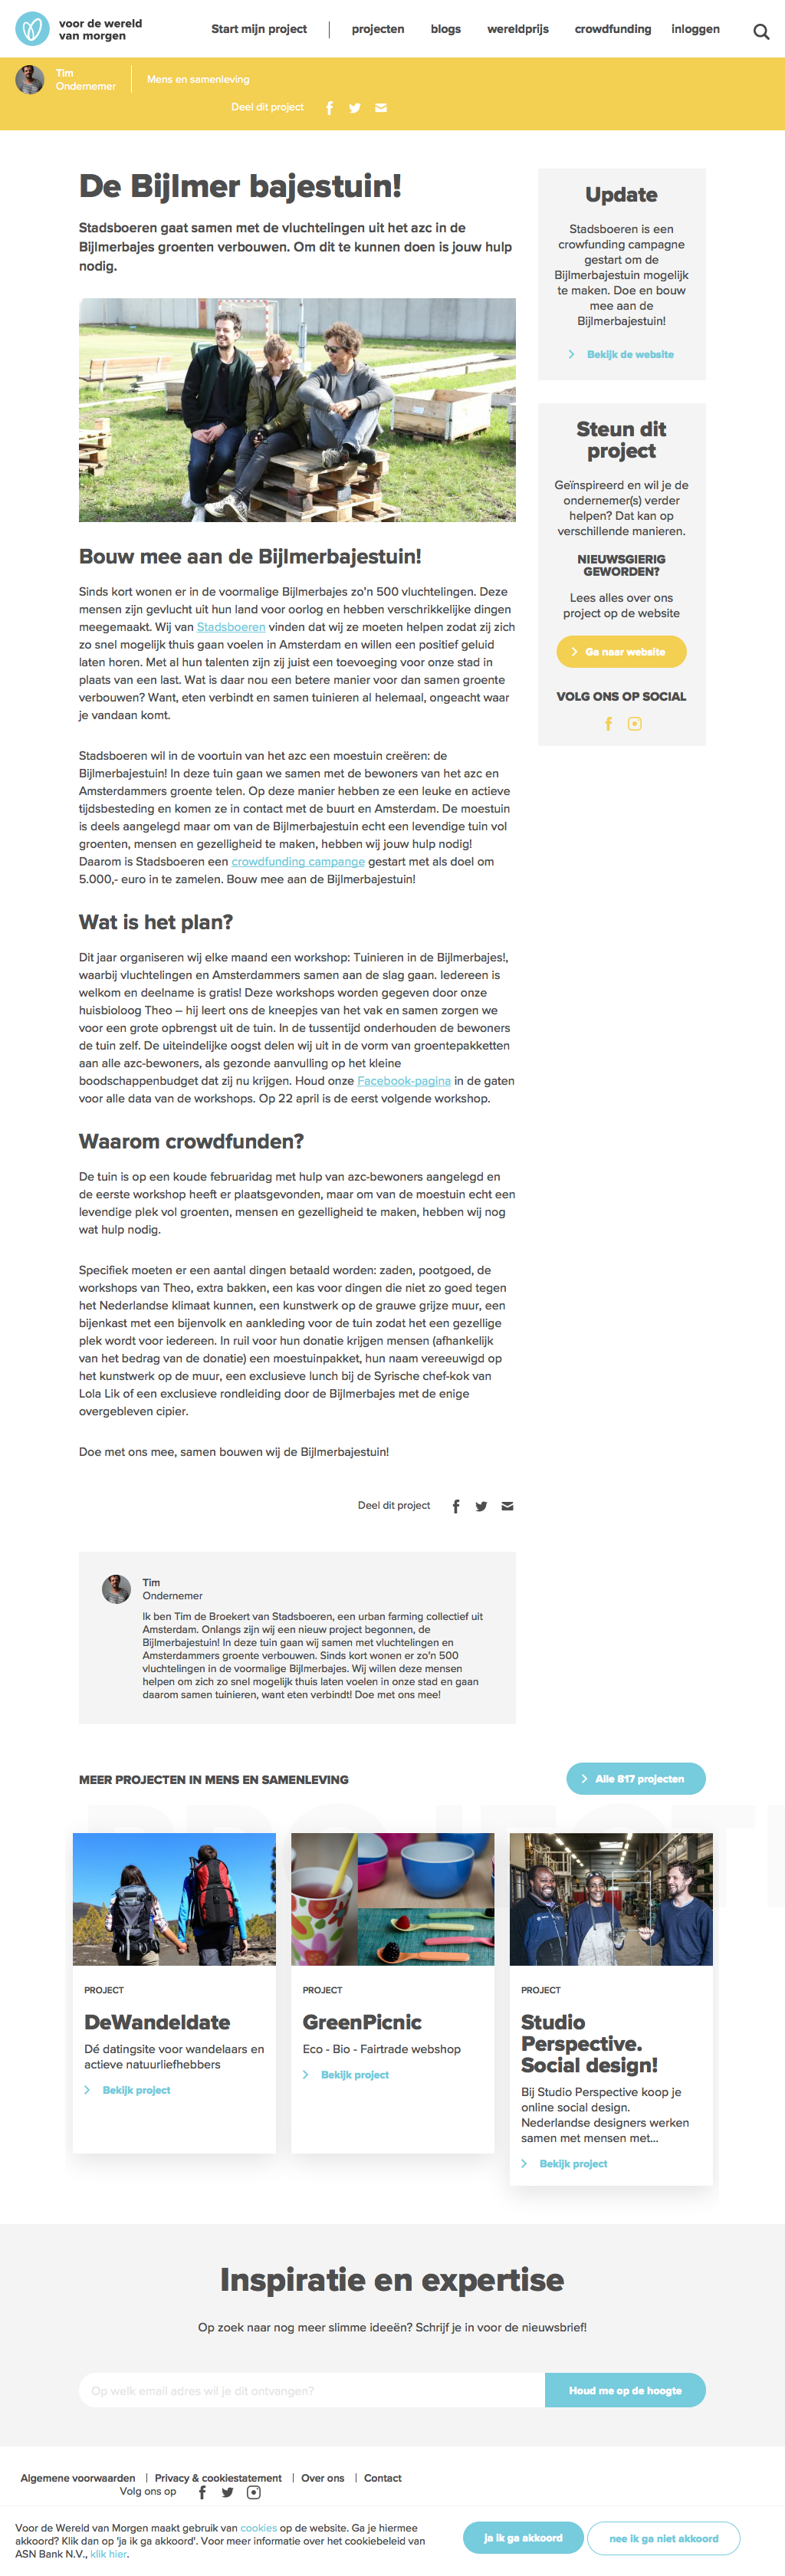 voor de wereld
van morgen
Start mijn project
projecten
blogs
wereldprijs
crowdfunding
inloggen
Tim
Ondernemer
Mens en samenleving
Deel dit project
De Bijlmer bajestuin!
Stadsboeren gaat samen met de vluchtelingen uit het azc in de
Bijlmerbajes groenten verbouwen. Om dit te kunnen doen is jouw hulp
nodig.
Bouw mee aan de Bijlmerbajestuin!
Sinds kort wonen er in de voormalige Bijlmerbajes zo'n 500 vluchtelingen. Deze
mensen zijn gevlucht uit hun land voor oorlog en hebben verschrikkelijke dingen
meegemaakt. Wij van Stadsboeren vinden dat wij ze moeten helpen zodat zij zich
zo snel mogelijk thuis gaan voelen in Amsterdam en willen een positief geluid
laten horen. Met al hun talenten zijn zij juist een toevoeging voor onze stad in
plaats van een last. Wat is daar nou een betere manier voor dan samen groente
verbouwen? Want, eten verbindt en samen tuinieren al helemaal, ongeacht waar
je vandaan komt.
Stadsboeren wil in de voortuin van het azc een moestuin creëren: de
Bijlmerbajestuin! In deze tuin gaan we samen met de bewoners van het azc en
Amsterdammers groente telen. Op deze manier hebben ze een leuke en actieve
tijdsbesteding en komen ze in contact met de buurt en Amsterdam. De moestuin
is deels aangelegd maar om van de Bijlmerbajestuin echt een levendige tuin vol
groenten, mensen en gezelligheid te maken, hebben wij jouw hulp nodig!
Daarom is Stadsboeren een crowdfunding campange gestart met als doel om
5.000,- euro in te zamelen. Bouw mee aan de Bijlmerbajestuin!
Wat is het plan?
Dit jaar organiseren wij elke maand een workshop: Tuinieren in de Bijlmerbajes!,
waarbij vluchtelingen en Amsterdammers samen aan de slag gaan. Iedereen is
welkom en deelname is gratis! Deze workshops worden gegeven door onze
huisbioloog Theo – hij leert ons de kneepjes van het vak en samen zorgen we
voor een grote opbrengst uit de tuin. In de tussentijd onderhouden de bewoners
de tuin zelf. De uiteindelijke oogst delen wij uit in de vorm van groentepakketten
aan alle azc-bewoners, als gezonde aanvulling op het kleine
boodschappenbudget dat zij nu krijgen. Houd onze Facebook-pagina in de gaten
voor alle data van de workshops. Op 22 april is de eerst volgende workshop.
Waarom crowdfunden?
De tuin is op een koude februaridag met hulp van azc-bewoners aangelegd en
de eerste workshop heeft er plaatsgevonden, maar om van de moestuin echt een
levendige plek vol groenten, mensen en gezelligheid te maken, hebben wij nog
wat hulp nodig.
Specifiek moeten er een aantal dingen betaald worden: zaden, pootgoed, de
workshops van Theo, extra bakken, een kas voor dingen die niet zo goed tegen
het Nederlandse klimaat kunnen, een kunstwerk op de grauwe grijze muur, een
bijenkast met een bijenvolk en aankleding voor de tuin zodat het een gezellige
plek wordt voor iedereen. In ruil voor hun donatie krijgen mensen (afhankelijk
van het bedrag van de donatie) een moestuinpakket, hun naam vereeuwigd op
het kunstwerk op de muur, een exclusieve lunch bij de Syrische chef-kok van
Lola Lik of een exclusieve rondleiding door de Bijlmerbajes met de enige
overgebleven cipier.
Doe met ons mee, samen bouwen wij de Bijlmerbajestuin!
Deel dit project
Update
Stadsboeren is een
crowfunding campagne
gestart om de
Bijlmerbajestuin mogelijk
te maken. Doe en bouw
mee aan de
Bijlmerbajestuin!
Bekijk de website
Steun dit
project
Geïnspireerd en wil je de
ondernemer(s) verder
helpen? Dat kan op
verschillende manieren.
NIEUWSGIERIG
GEWORDEN?
Lees alles over ons
project op de website
Ga naar website
VOLG ONS OP SOCIAL
Tim
Ondernemer
Ik ben Tim de Broekert van Stadsboeren, een urban farming collectief uit
Amsterdam. Onlangs zijn wij een nieuw project begonnen, de
Bijlmerbajestuin! In deze tuin gaan wij samen met vluchtelingen en
Amsterdammers groente verbouwen. Sinds kort wonen er zo'n 500
vluchtelingen in de voormalige Bijlmerbajes. Wij willen deze mensen
helpen om zich zo snel mogelijk thuis laten voelen in onze stad en gaan
daarom samen tuinieren, want eten verbindt! Doe met ons mee!
MEER PROJECTEN IN MENS EN SAMENLEVING
Alle 817 projecten
PROJECT
DeWandeldate
Dé datingsite voor wandelaars en
actieve natuurliefhebbers
Bekijk project
PROJECT
GreenPicnic
Eco - Bio - Fairtrade webshop
Bekijk project
PROJECT
Studio
Perspective.
Social design!
Bij Studio Perspective koop je
online social design.
Nederlandse designers werken
samen met mensen met...
Bekijk project
Inspiratie en expertise
Op zoek naar nog meer slimme ideeën? Schrijf je in voor de nieuwsbrief!
Op welk email adres wil je dit ontvangen?
Houd me op de hoogte
Algemene voorwaarden | Privacy & cookiestatement | Over ons | Contact
Volg ons op
Voor de Wereld van Morgen maakt gebruik van cookies op de website. Ga je hiermee
akkoord? Klik dan op 'ja ik ga akkoord'. Voor meer informatie over het cookiebeleid van
ASN Bank N.V., klik hier.
ja ik ga akkoord
nee ik ga niet akkoord